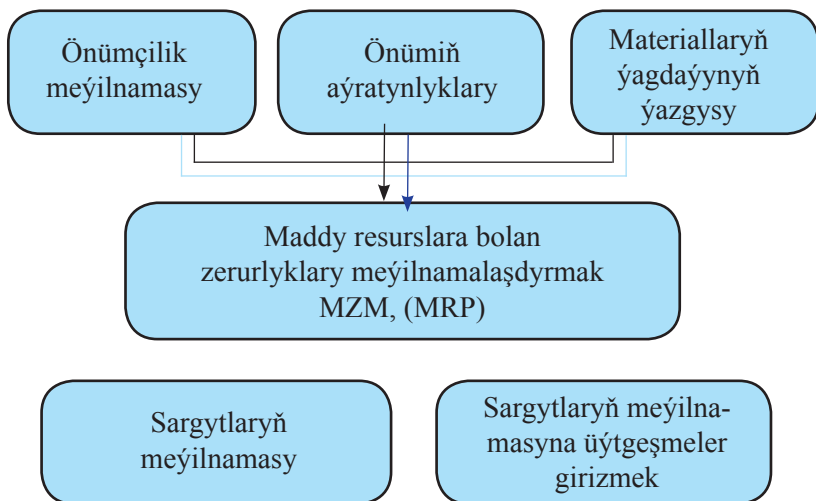 Önümçilik
meýilnamasy
Önümiň
aýratynlyklary
Materiallaryň
ýagdaýynyň
ýazgysy
Maddy resurslara bolan
zerurlyklary meýilnamalaşdyrmak
MZM, (MRP)
Sargytlaryň
meýilnamasy
Sargytlaryň meýilna-
masyna üýtgeşmeler
girizmek